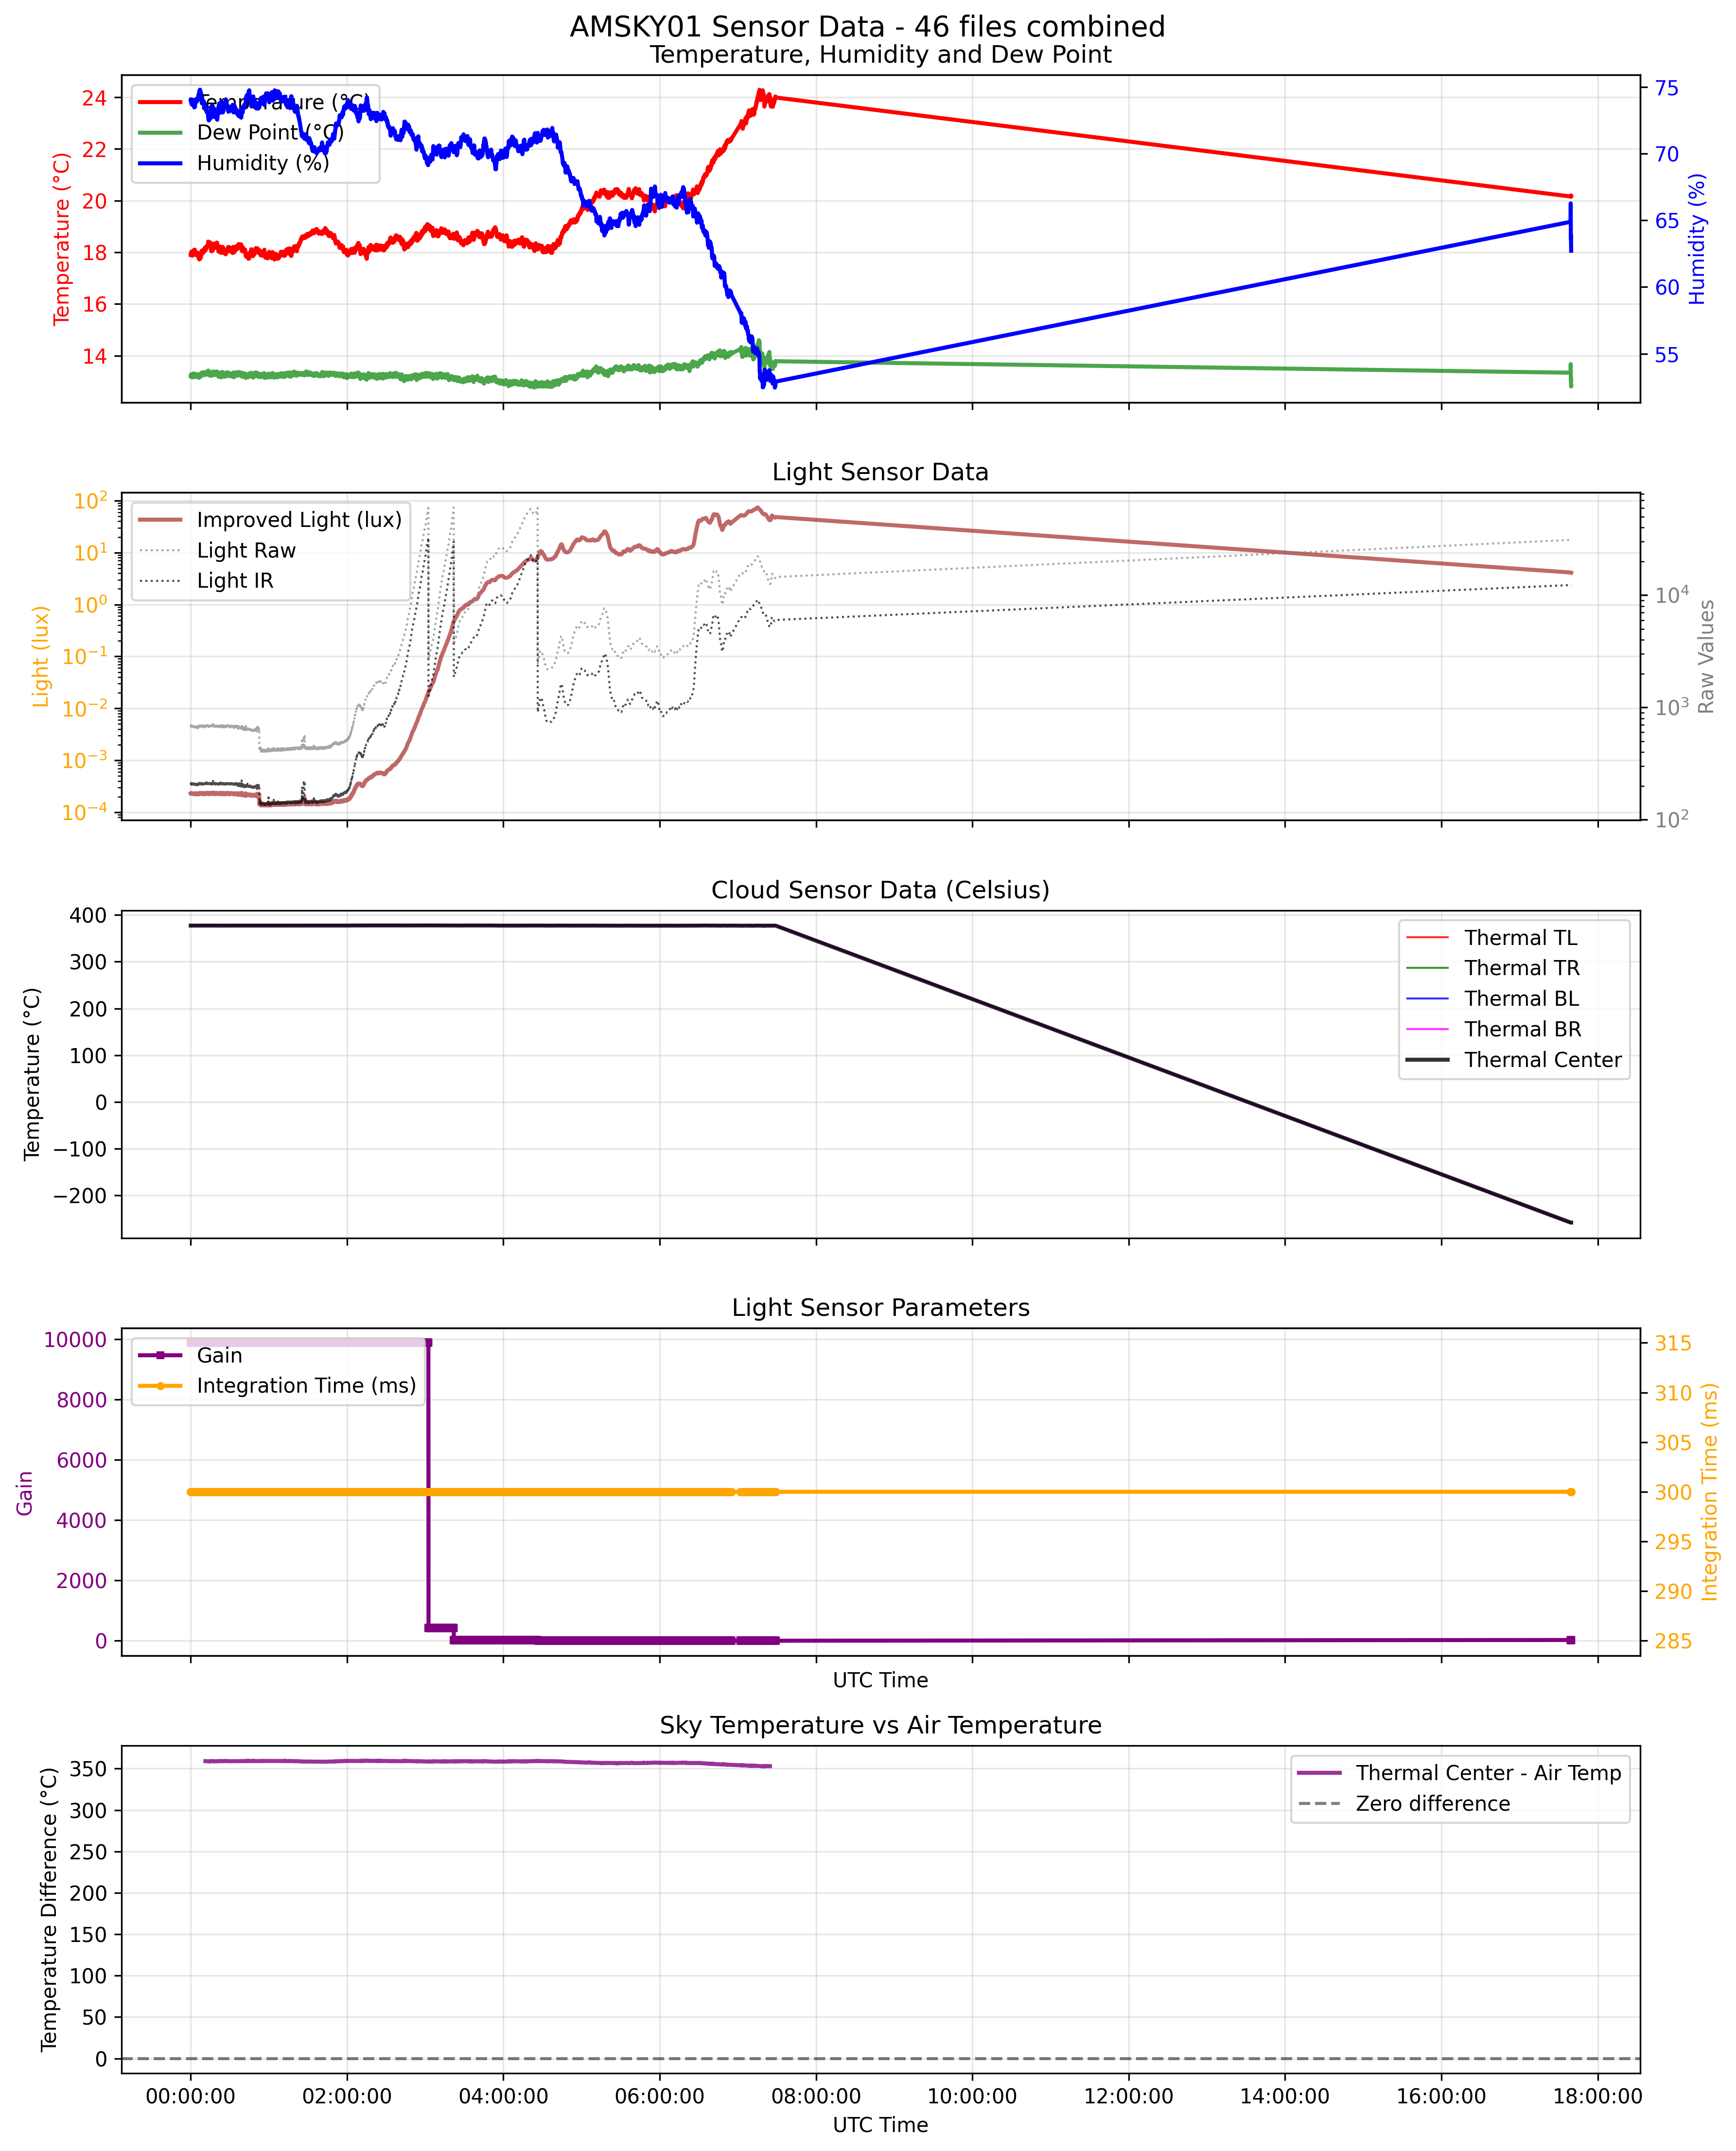 AMSKY01 Sensor Data - 46 files combined
Temperature, Humidity and Dew Point
Temperature (°C)
Dew Point (°C)
Humidity (%)
24
22
20
18
16
14
Temperature (°C)
75
70
65
60
55
Humidity (%)
Light Sensor Data
Improved Light (lux)
Light Raw
Light IR
10²
10¹
10⁰
10⁻¹
10⁻²
10⁻³
10⁻⁴
Light (lux)
10⁴
10³
10²
Raw Values
Cloud Sensor Data (Celsius)
400
300
200
100
0
−100
−200
Temperature (°C)
Thermal TL
Thermal TR
Thermal BL
Thermal BR
Thermal Center
Light Sensor Parameters
Gain
Integration Time (ms)
10000
8000
6000
4000
2000
0
Gain
315
310
305
300
295
290
285
Integration Time (ms)
UTC Time
Sky Temperature vs Air Temperature
Thermal Center - Air Temp
Zero difference
350
300
250
200
150
100
50
0
Temperature Difference (°C)
00:00:00 02:00:00 04:00:00 06:00:00 08:00:00 10:00:00 12:00:00 14:00:00 16:00:00 18:00:00
UTC Time